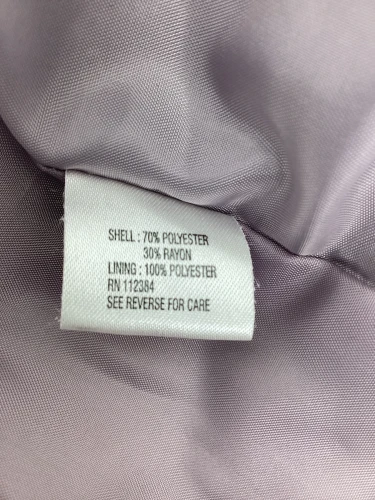 SHELL : 70% POLYESTER
30% RAYON
LINING : 100% POLYESTER
RN 112384
SEE REVERSE FOR CARE